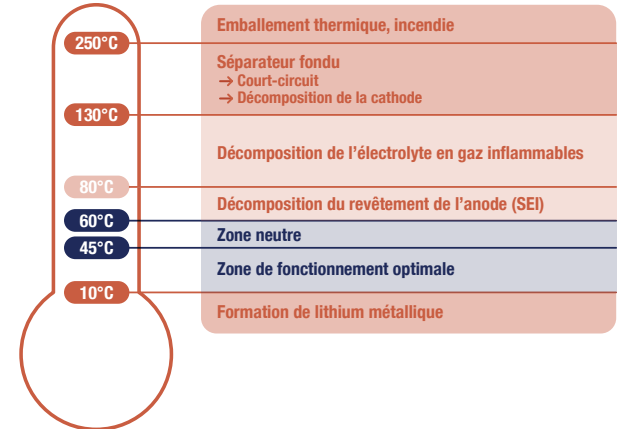 Emballement thermique, incendie
250°C
Séparateur fondu
→ Court-circuit
→ Décomposition de la cathode
130°C
Décomposition de l’électrolyte en gaz inflammables
80°C
Décomposition du revêtement de l’anode (SEI)
60°C
Zone neutre
45°C
Zone de fonctionnement optimale
10°C
Formation de lithium métallique